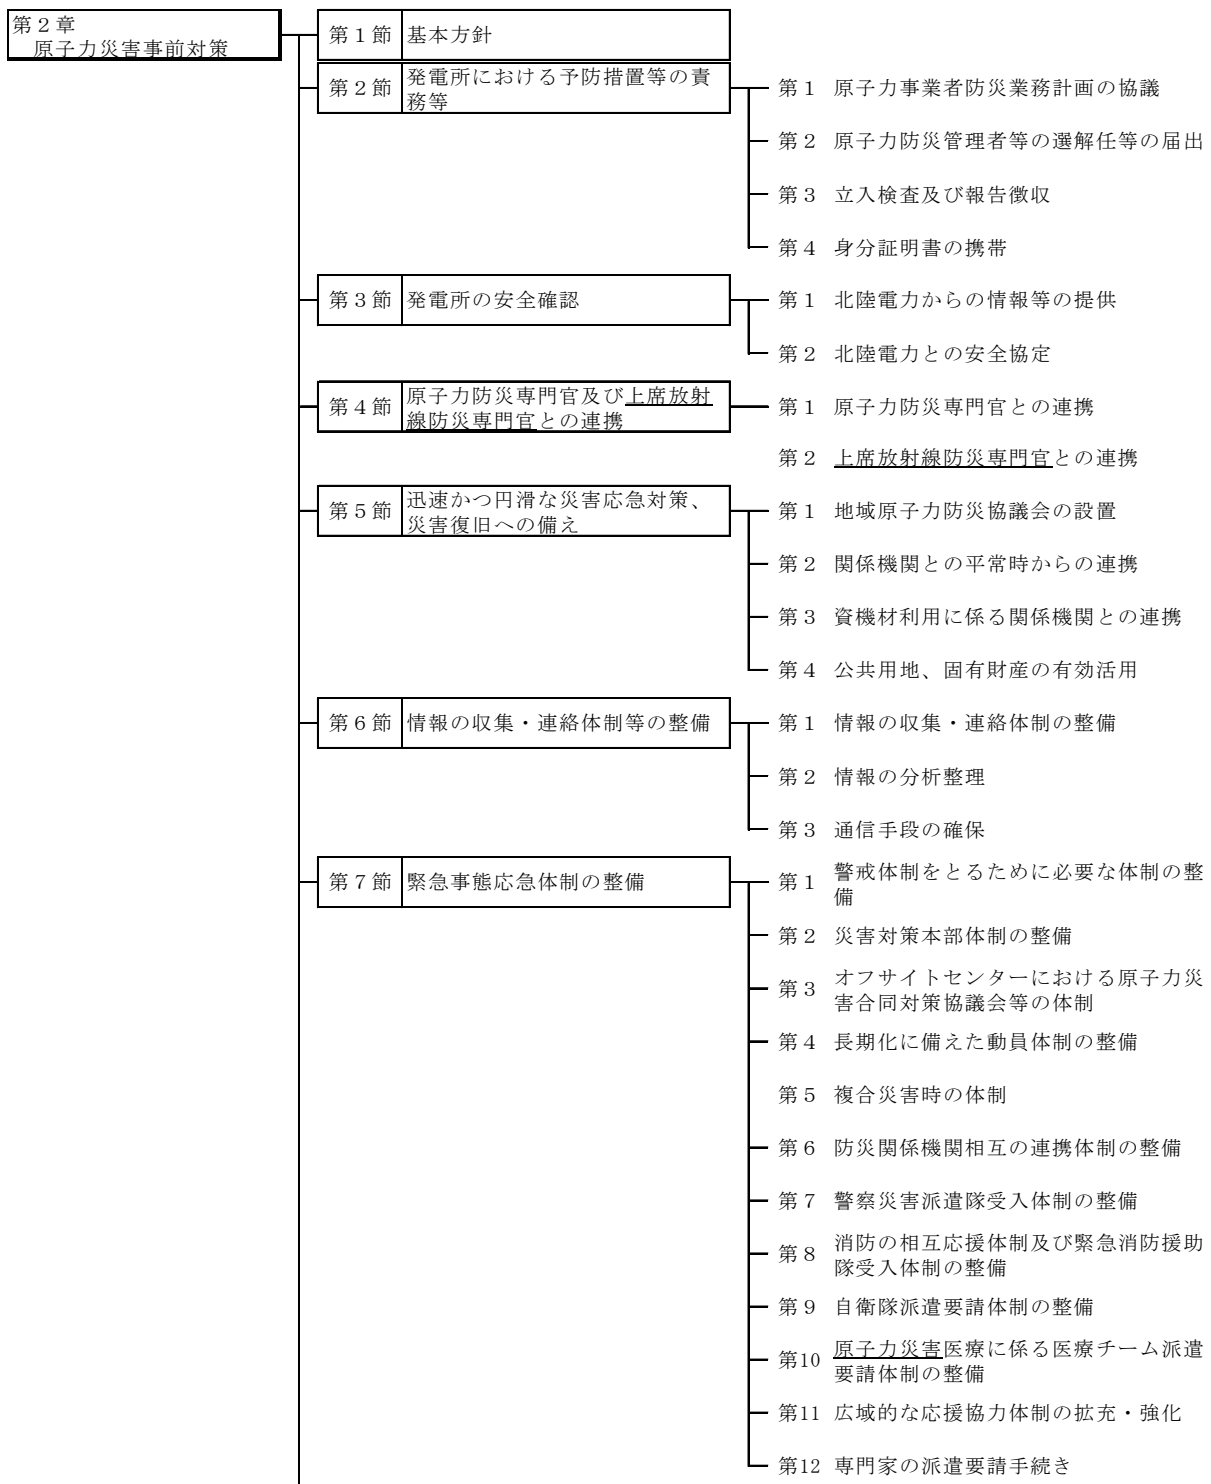 第２章
原子力災害事前対策
第１節 基本方針
第２節 発電所における予防措置等の責
務等
第１ 原子力事業者防災業務計画の協議
第２ 原子力防災管理者等の選解任等の届出
第３ 立入検査及び報告徴収
第４ 身分証明書の携帯
第３節 発電所の安全確認
第１ 北陸電力からの情報等の提供
第２ 北陸電力との安全協定
第４節 原子力防災専門官及び上席放射
線防災専門官との連携
第１ 原子力防災専門官との連携
第２ 上席放射線防災専門官との連携
第５節 迅速かつ円滑な災害応急対策、
災害復旧への備え
第１ 地域原子力防災協議会の設置
第２ 関係機関との平常時からの連携
第３ 資機材利用に係る関係機関との連携
第４ 公共用地、固有財産の有効活用
第６節 情報の収集・連絡体制等の整備
第１ 情報の収集・連絡体制の整備
第２ 情報の分析整理
第３ 通信手段の確保
第７節 緊急事態応急体制の整備
第１ 警戒体制をとるために必要な体制の整
備
第２ 災害対策本部体制の整備
第３ オフサイトセンターにおける原子力災
害合同対策協議会等の体制
第４ 長期化に備えた動員体制の整備
第５ 複合災害時の体制
第６ 防災関係機関相互の連携体制の整備
第７ 警察災害派遣隊受入体制の整備
第８ 消防の相互応援体制及び緊急消防援助
隊受入体制の整備
第９ 自衛隊派遣要請体制の整備
第10 原子力災害医療に係る医療チーム派遣
要請体制の整備
第11 広域的な応援協力体制の拡充・強化
第12 専門家の派遣要請手続き